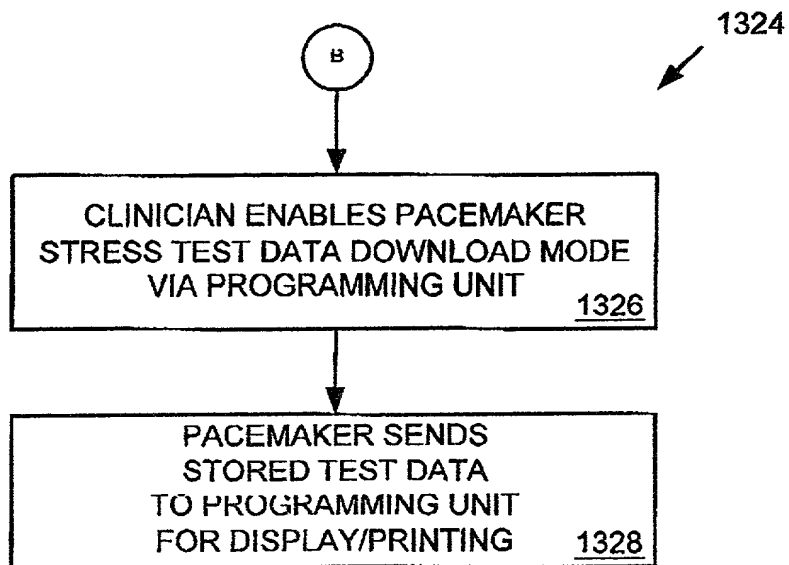 1324
B
CLINICIAN ENABLES PACEMAKER
STRESS TEST DATA DOWNLOAD MODE
VIA PROGRAMMING UNIT
1326
PACEMAKER SENDS
STORED TEST DATA
TO PROGRAMMING UNIT
FOR DISPLAY/PRINTING
1328